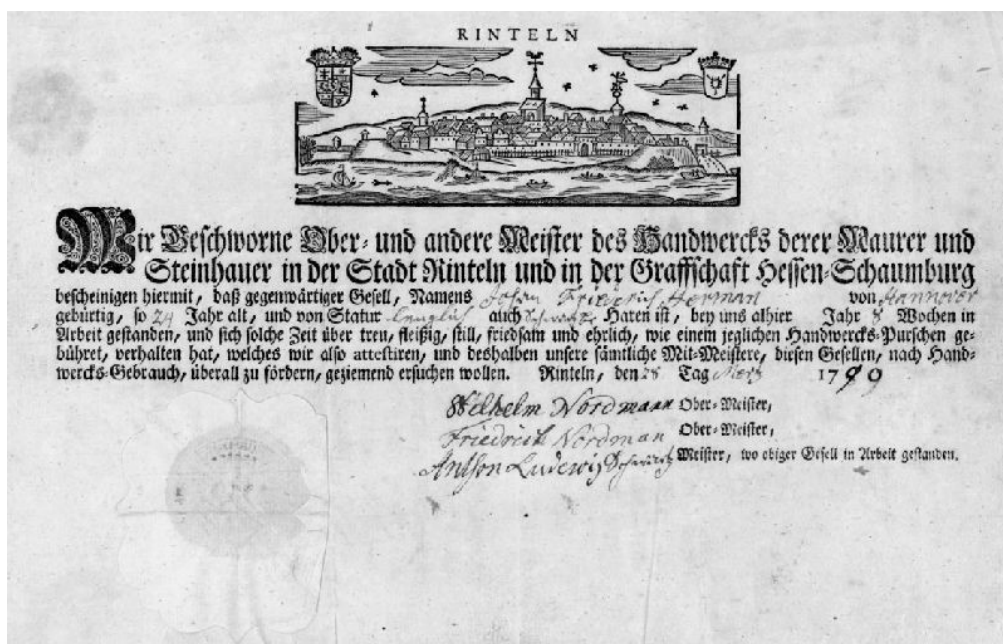 RINTELN
Wir Beschworne Ober- und andere Meister des Handwercks derer Maurer und
Steinhauer in der Stadt Rinteln und in der Graffschaft Hessen-Schaumburg
bescheinigen hiermit, daß gegenwärtiger Gesell, Namens Johan Friederich Herman von Hannover
gebürtig, so 24 Jahr alt, und von Statur auch Haren ist, bey uns alhier Jahr 8 Wochen in
Arbeit gestanden, und sich solche Zeit über treu, fleißig, still, friedsam und ehrlich, wie einem jeglichen Handwercks-Purschen ge-
bühret, verhalten hat, welches wir also attestiren, und deshalben unsere sämtliche Mit-Meistere, diesen Gesellen, nach Hand-
wercks-Gebrauch, überall zu fördern, geziemend ersuchen wollen. Rinteln, den 28 Tag Mertz 17
Wilhelm Nordmann Ober-Meister,
Friedrich Nordman Ober-Meister,
Anthon Ludewig Meister, wo obiger Gesell in Arbeit gestanden.